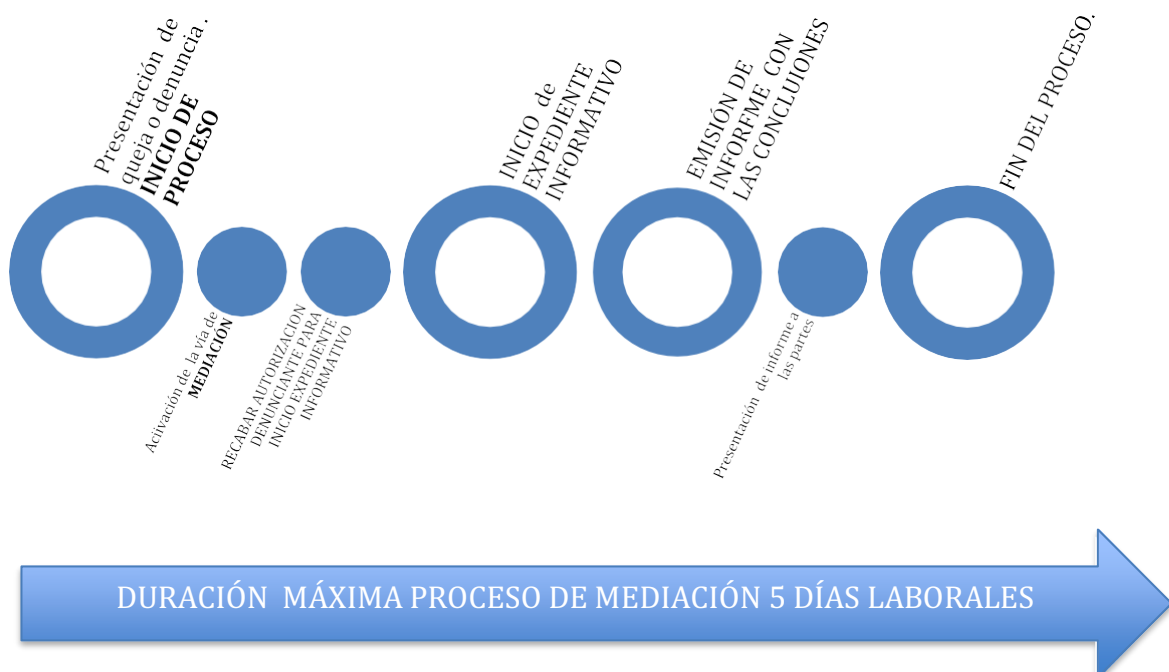 Presentación de
queja o denuncia .
INICIO DE
PROCESO
Aciivación de la vía de
MEDIACIÓN
RECABAR AUTORIZACION
DENUNCIANTE PARA
INICIO EXPEDIENTE
INFORMATIVO
INICIO de
EXPEDIENTE
INFORMATIVO
EMISIÓN DE
INFORFME CON
LAS CONCLUIONES
Presentación de informe a
las partes
FIN DEL PROCESO.
DURACIÓN MÁXIMA PROCESO DE MEDIACIÓN 5 DÍAS LABORALES